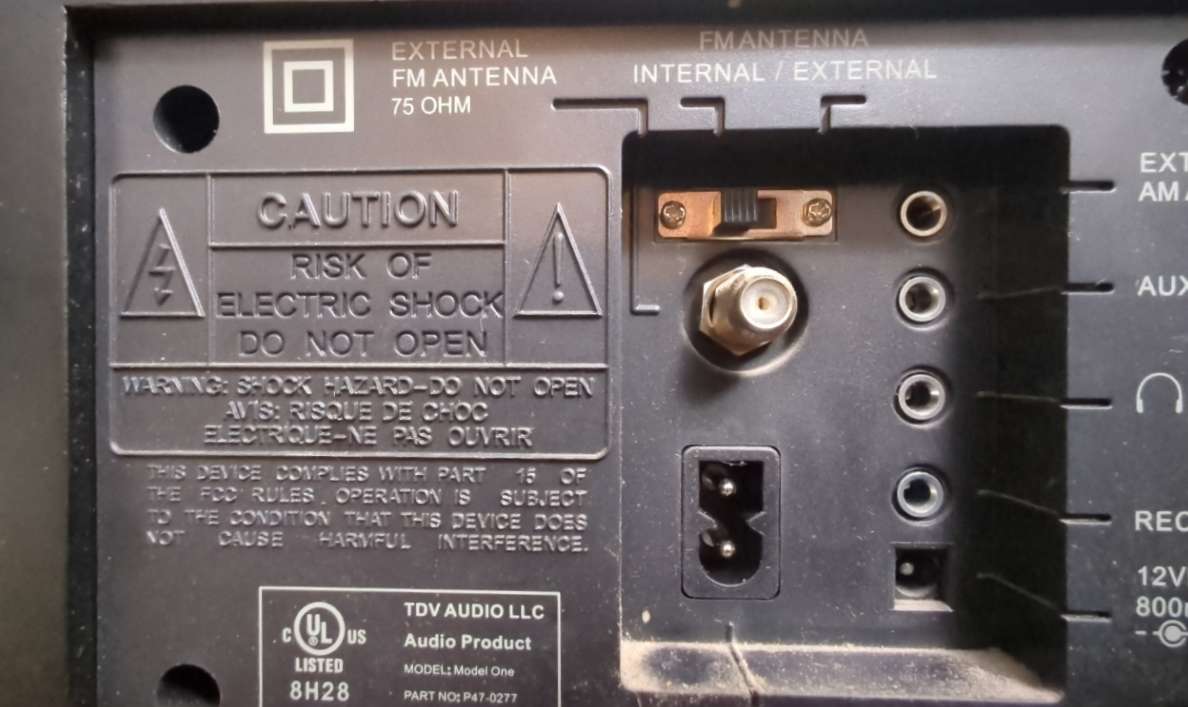 EXTERNAL
FM ANTENNA
75 OHM
FM ANTENNA
INTERNAL / EXTERNAL
CAUTION
RISK OF
ELECTRIC SHOCK
DO NOT OPEN
WARNING: SHOCK HAZARD-DO NOT OPEN
AVIS: RISQUE DE CHOC
ELECTRIQUE-NE PAS OUVRIR
THIS DEVICE COMPLIES WITH PART 15 OF
THE FCC RULES. OPERATION IS SUBJECT
TO THE CONDITION THAT THIS DEVICE DOES
NOT CAUSE HARMFUL INTERFERENCE.
C UL US
®
LISTED
8H28
TDV AUDIO LLC
Audio Product
MODEL: Model One
PART NO: P47-0277
EXT
AM A
AUX
REC
12V
800